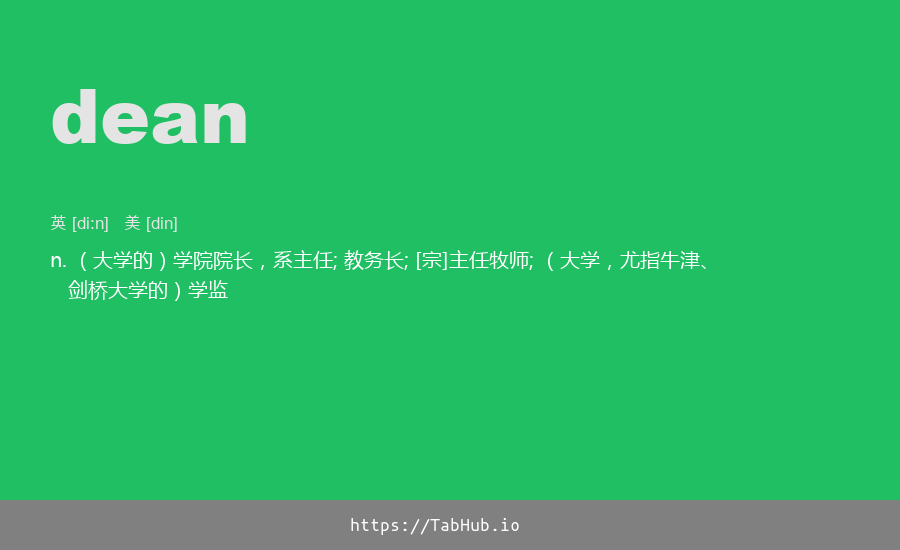 dean
英 [di:n] 美 [din]
n. （大学的）学院院长，系主任; 教务长; [宗]主任牧师; （大学，尤指牛津、
剑桥大学的）学监
https://TabHub.io